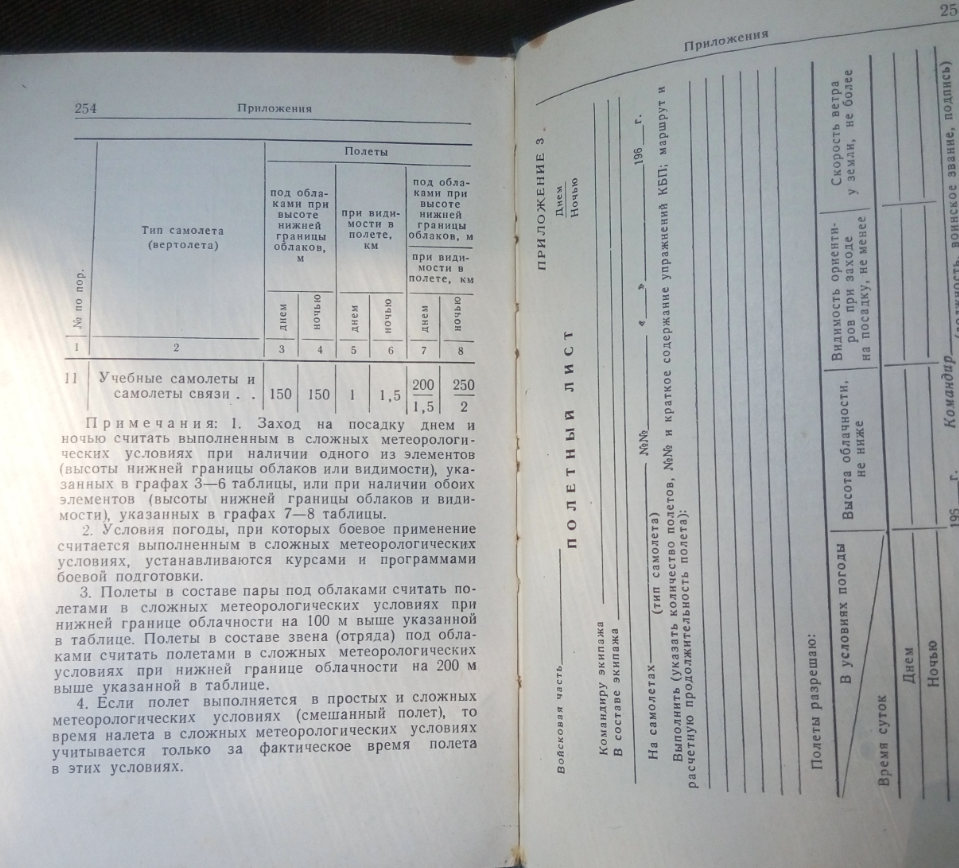 254 Приложения
№ по пор.
Тип самолета
(вертолета)
Полеты
под обла-
ками при
высоте
нижней
границы
облаков,
м
при види-
мости в
полете,
км
под обла-
ками при
высоте
нижней
границы
облаков, м
при види-
мости в
полете, км
днем ночью днем ночью днем ночью
1 2 3 4 5 6 7 8
11 Учебные самолеты и
самолеты связи . . 150 150 1 1,5 200/1,5 250/2
Примечания: 1. Заход на посадку днем и
ночью считать выполненным в сложных метеорологи-
ческих условиях при наличии одного из элементов
(высоты нижней границы облаков или видимости), ука-
занных в графах 3—6 таблицы, или при наличии обоих
элементов (высоты нижней границы облаков и види-
мости), указанных в графах 7—8 таблицы.
2. Условия погоды, при которых боевое применение
считается выполненным в сложных метеорологических
условиях, устанавливаются курсами и программами
боевой подготовки.
3. Полеты в составе пары под облаками считать по-
летами в сложных метеорологических условиях при
нижней границе облачности на 100 м выше указанной
в таблице. Полеты в составе звена (отряда) под обла-
ками считать полетами в сложных метеорологических
условиях при нижней границе облачности на 200 м
выше указанной в таблице.
4. Если полет выполняется в простых и сложных
метеорологических условиях (смешанный полет), то
время налета в сложных метеорологических условиях
учитывается только за фактическое время полета
в этих условиях.
Приложения 25
ПРИЛОЖЕНИЕ 3.
Войсковая часть Днем
Ночью
ПОЛЕТНЫЙ ЛИСТ
Командиру экипажа
В составе экипажа
На самолетах №№ « » 196 г.
(тип самолета)
Выполнить (указать количество полетов, №№ и краткое содержание упражнений КБП; маршрут и
расчетную продолжительность полета):
Полеты разрешаю:
В условиях погоды
Время суток
Высота облачности,
не ниже
Видимость ориенти-
ров при заходе
на посадку, не менее
Скорость ветра
у земли, не более
Днем
Ночью
196 г. Командир
(должность, воинское звание, подпись)